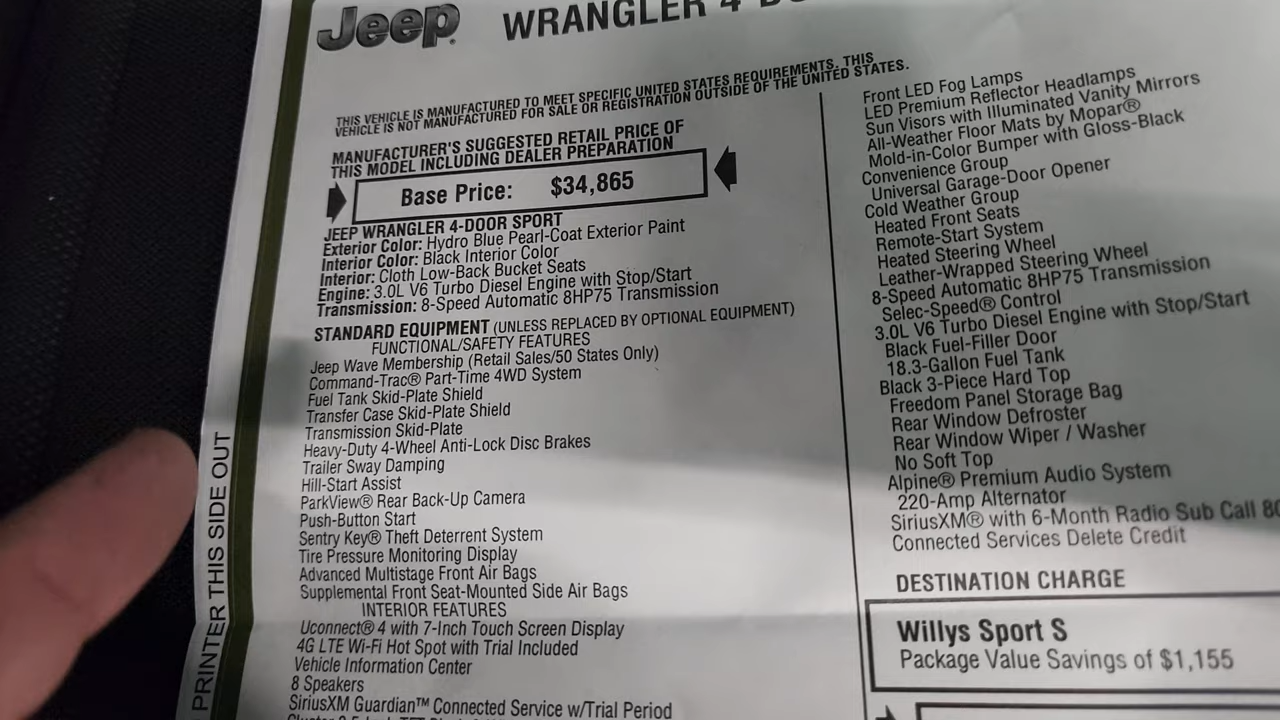 Jeep
WRANGLER 4-DO
THIS VEHICLE IS MANUFACTURED TO MEET SPECIFIC UNITED STATES REQUIREMENTS. THIS
VEHICLE IS NOT MANUFACTURED FOR SALE OR REGISTRATION OUTSIDE OF THE UNITED STATES.
MANUFACTURER'S SUGGESTED RETAIL PRICE OF
THIS MODEL INCLUDING DEALER PREPARATION
Base Price: $34,865
JEEP WRANGLER 4-DOOR SPORT
Exterior Color: Hydro Blue Pearl-Coat Exterior Paint
Interior Color: Black Interior Color
Interior: Cloth Low-Back Bucket Seats
Engine: 3.0L V6 Turbo Diesel Engine with Stop/Start
Transmission: 8-Speed Automatic 8HP75 Transmission
STANDARD EQUIPMENT (UNLESS REPLACED BY OPTIONAL EQUIPMENT)
FUNCTIONAL/SAFETY FEATURES
Jeep Wave Membership (Retail Sales/50 States Only)
Command-Trac® Part-Time 4WD System
Fuel Tank Skid-Plate Shield
Transfer Case Skid-Plate Shield
Transmission Skid-Plate
Heavy-Duty 4-Wheel Anti-Lock Disc Brakes
Trailer Sway Damping
Hill-Start Assist
ParkView® Rear Back-Up Camera
Push-Button Start
Sentry Key® Theft Deterrent System
Tire Pressure Monitoring Display
Advanced Multistage Front Air Bags
Supplemental Front Seat-Mounted Side Air Bags
INTERIOR FEATURES
Uconnect® 4 with 7-Inch Touch Screen Display
4G LTE Wi-Fi Hot Spot with Trial Included
Vehicle Information Center
8 Speakers
SiriusXM Guardian™ Connected Service w/Trial Period
Front LED Fog Lamps
LED Premium Reflector Headlamps
Sun Visors with Illuminated Vanity Mirrors
All-Weather Floor Mats by Mopar®
Mold-in-Color Bumper with Gloss-Black
Convenience Group
Universal Garage-Door Opener
Cold Weather Group
Heated Front Seats
Remote-Start System
Heated Steering Wheel
Leather-Wrapped Steering Wheel
8-Speed Automatic 8HP75 Transmission
Selec-Speed® Control
3.0L V6 Turbo Diesel Engine with Stop/Start
Black Fuel-Filler Door
18.3-Gallon Fuel Tank
Black 3-Piece Hard Top
Freedom Panel Storage Bag
Rear Window Defroster
Rear Window Wiper / Washer
No Soft Top
Alpine® Premium Audio System
220-Amp Alternator
SiriusXM® with 6-Month Radio Sub Call 80
Connected Services Delete Credit
DESTINATION CHARGE
Willys Sport S
Package Value Savings of $1,155
PRINTER THIS SIDE OUT